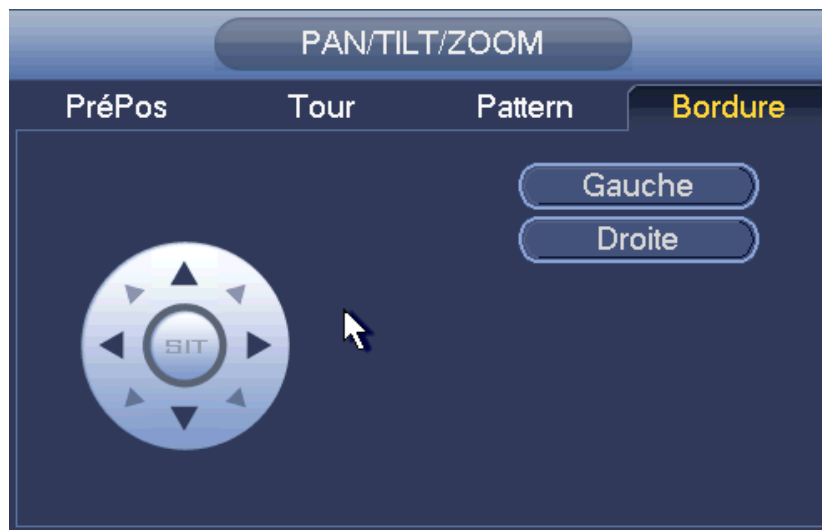 PAN/TILT/ZOOM
PréPos Tour Pattern Bordure
Gauche
Droite
SIT